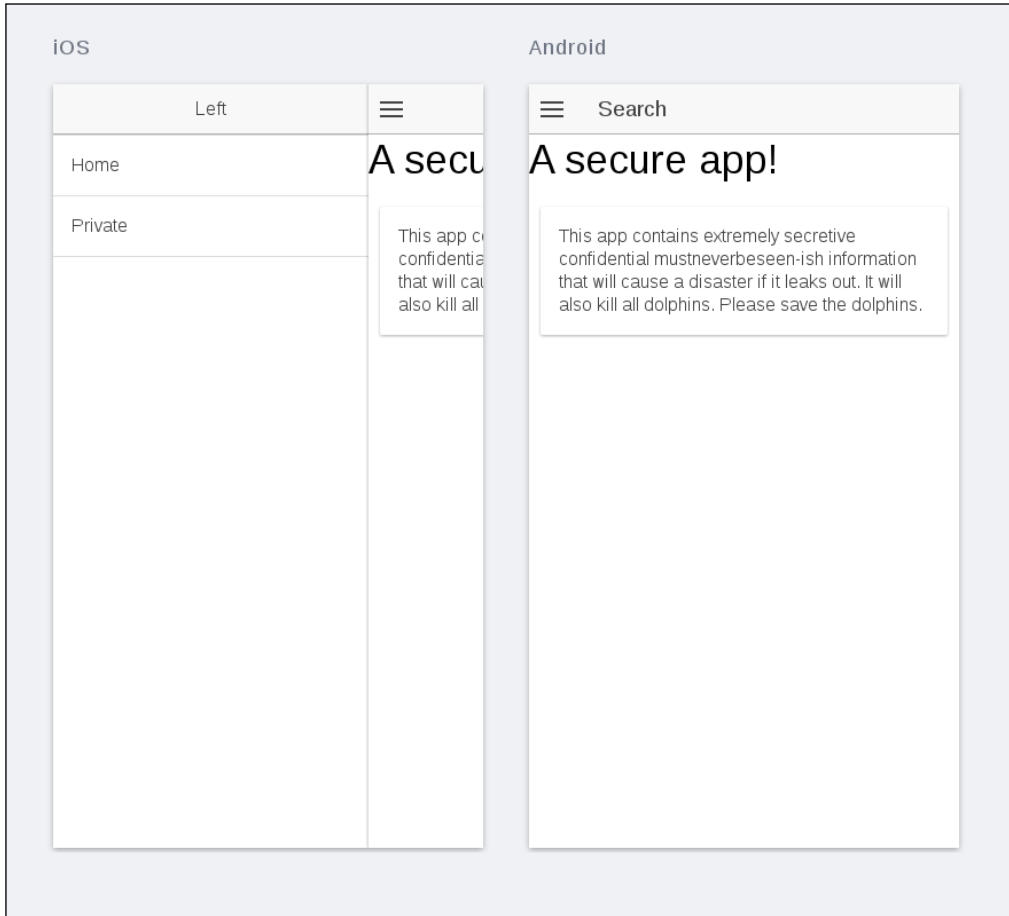 iOS
Left
Home
Private
A secu
This app c
confidentia
that will cau
also kill all
Android
Search
A secure app!
This app contains extremely secretive
confidential mustneverbeseen-ish information
that will cause a disaster if it leaks out. It will
also kill all dolphins. Please save the dolphins.